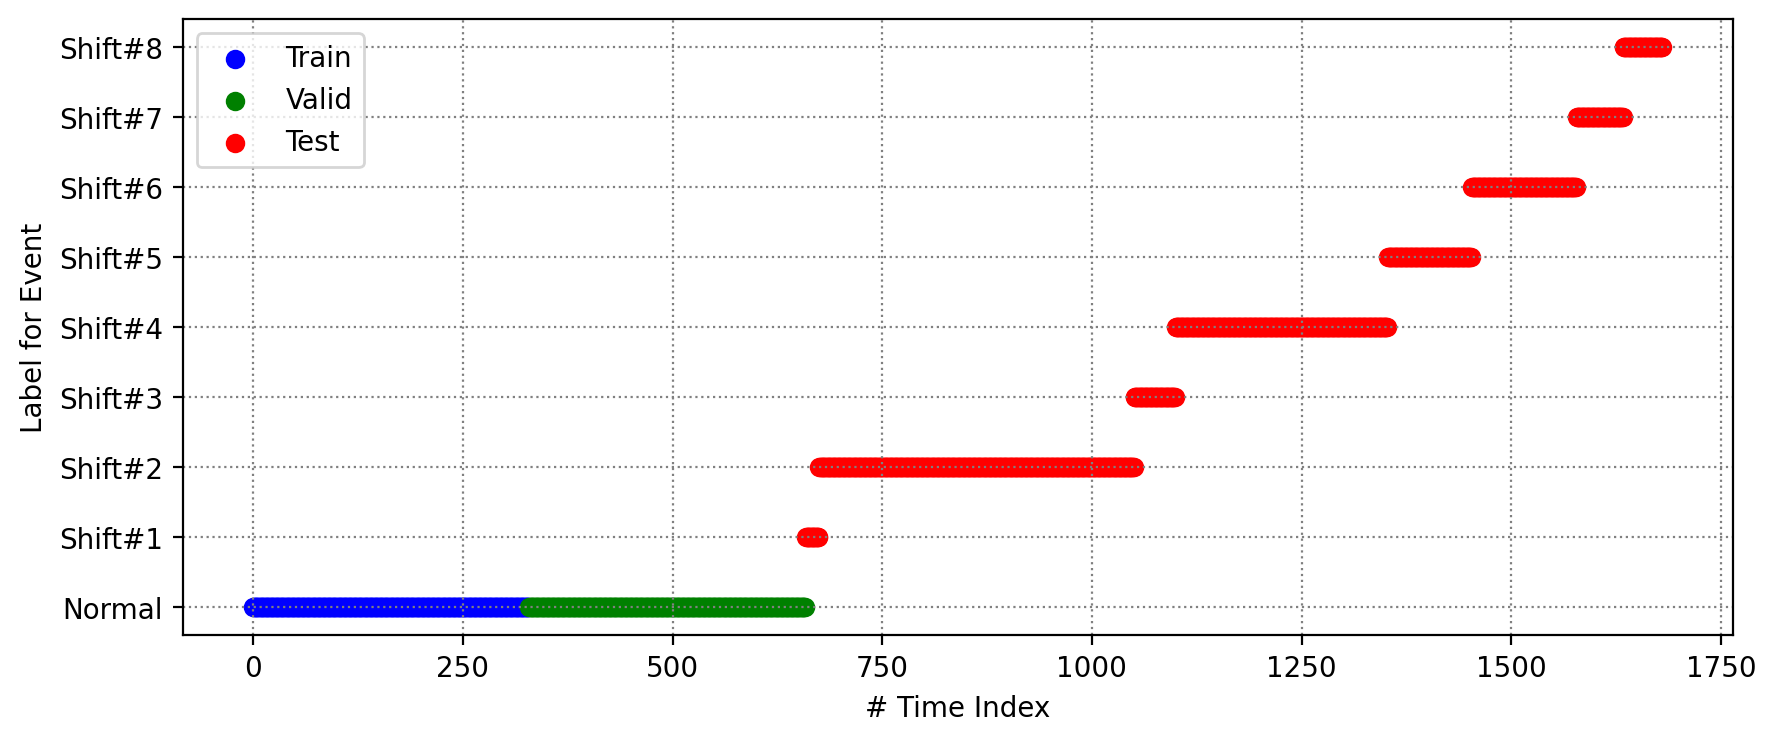 Shift#8
Shift#7
Shift#6
Shift#5
Shift#4
Shift#3
Shift#2
Shift#1
Normal
Label for Event
Train
Valid
Test
0 250 500 750 1000 1250 1500 1750
# Time Index